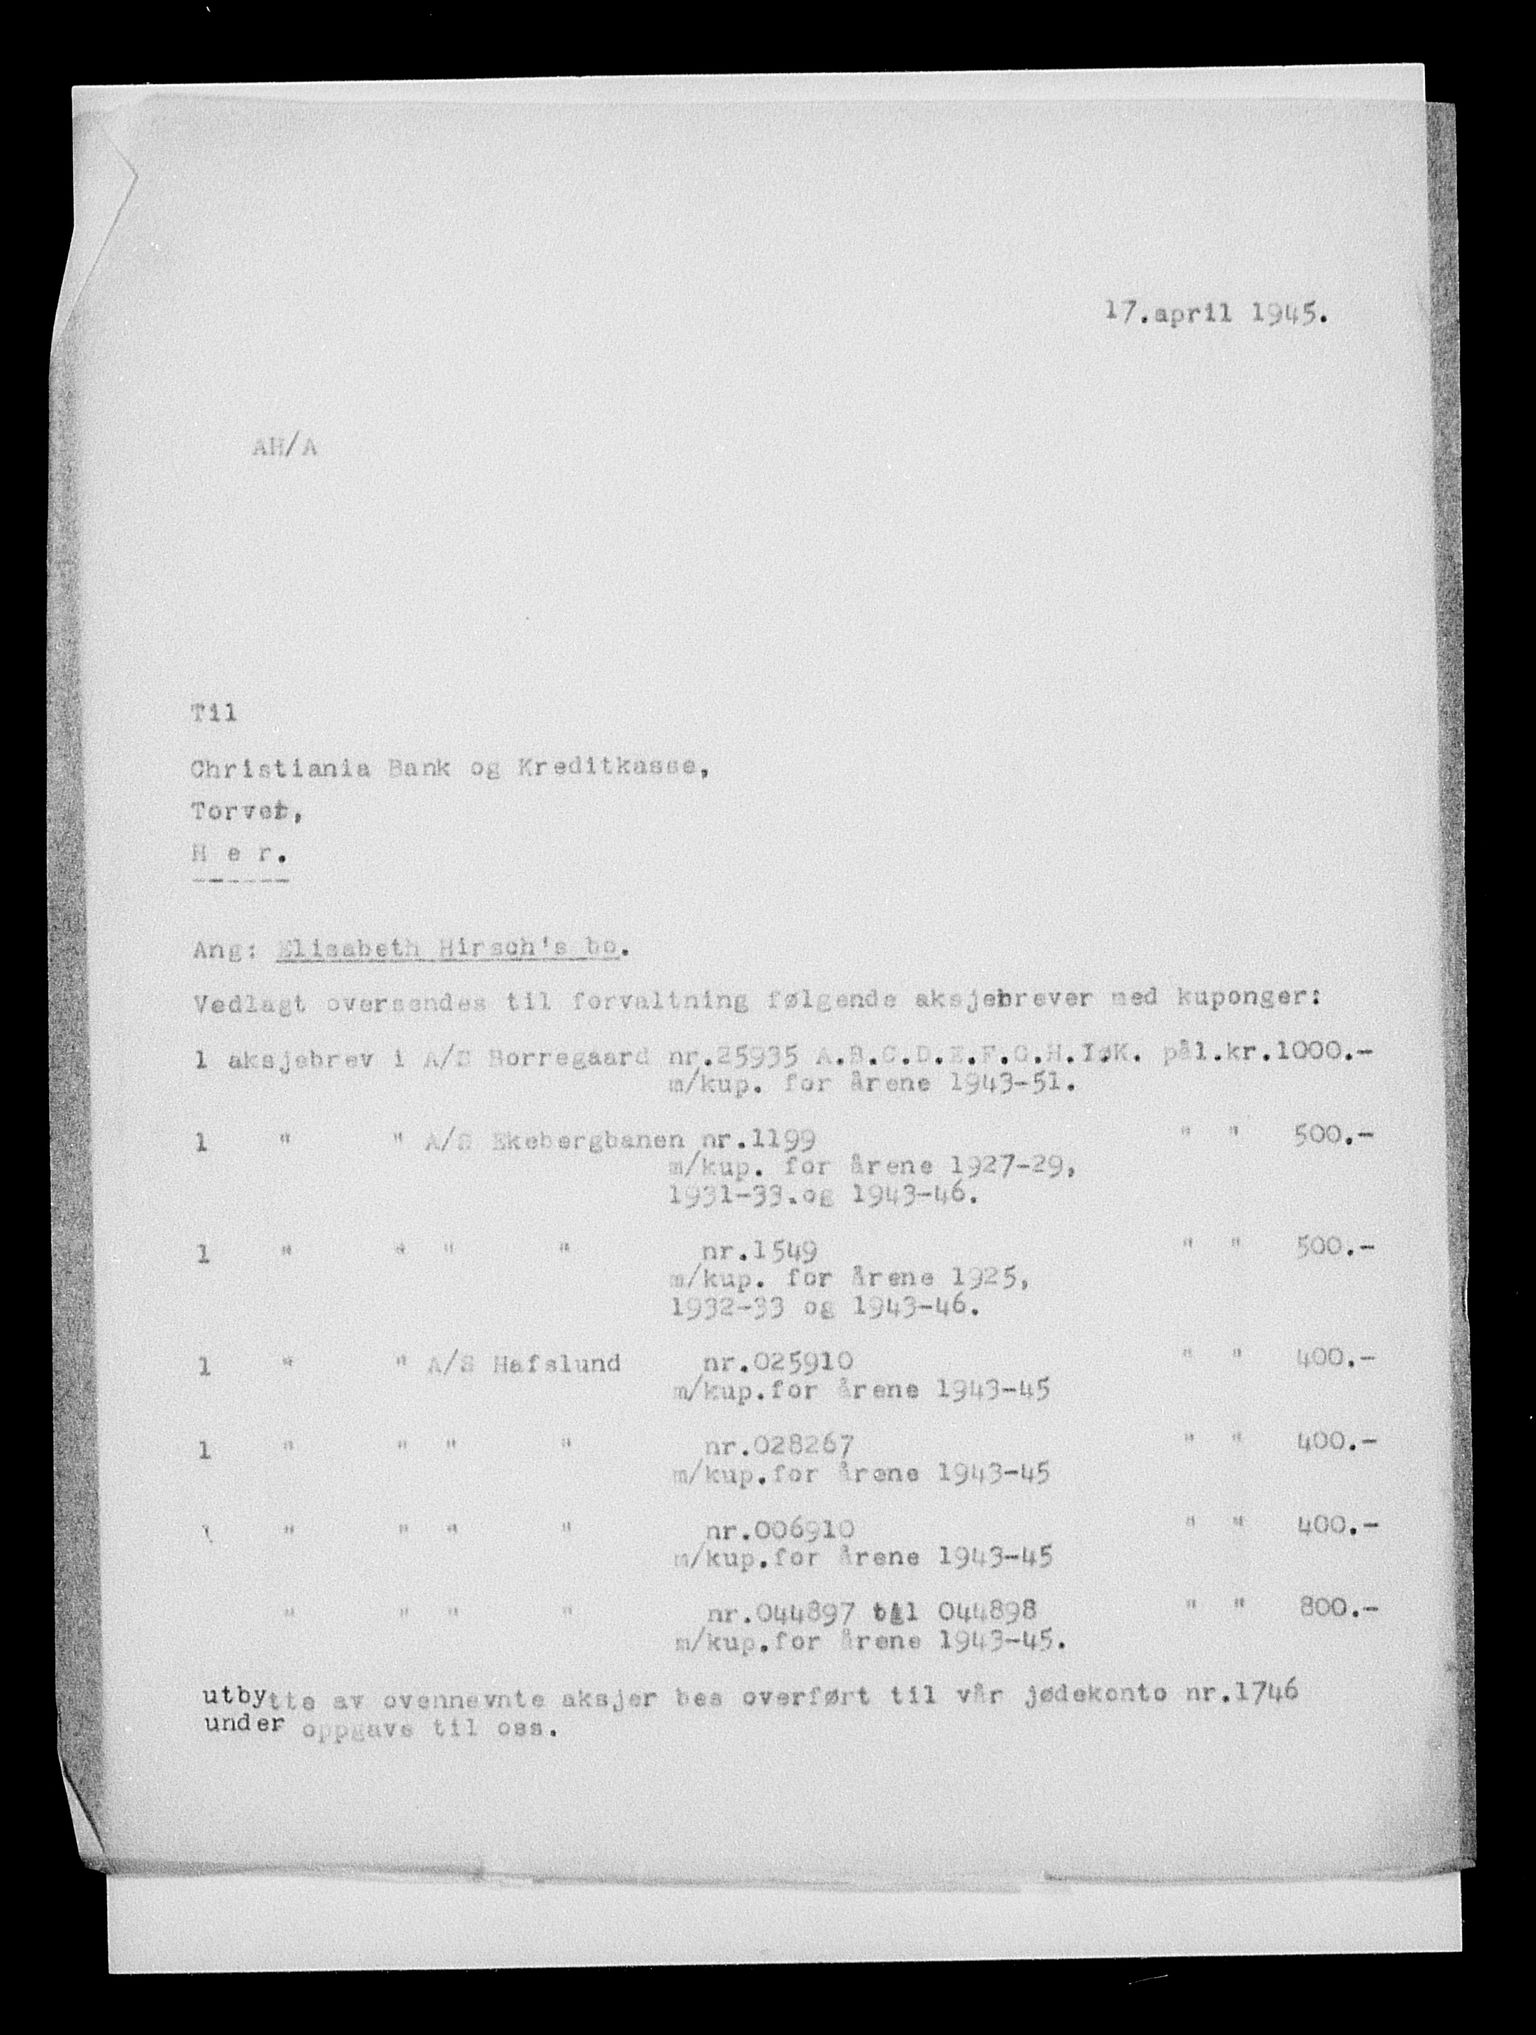 17.april 1945.
AH/A
Til
Christiania Bank og Kreditkasse,
Torvet,
H e r.
Ang: Elisabeth Hirsch's bo.
Vedlagt oversendes til forvaltning følgende aksjebrever med kuponger:
1 aksjebrev i A/S Borregaard nr.25935 A.B.C.D.E.F.G.H.IøK. pål.kr.1000.-
m/kup. for årene 1943-51.
1 " " A/S Ekebergbanen nr.1199 " " 500.-
m/kup. for årene 1927-29,
1931-33.og 1943-46.
1 " " " " nr.1549 " " 500.-
m/kup. for årene 1925,
1932-33 og 1943-46.
1 " " A/S Hafslund nr.025910 " " 400.-
m/kup.for årene 1943-45
1 " " " " nr.028267 " " 400.-
m/kup.for årene 1943-45
1 " " " " nr.006910 " " 400.-
m/kup.for årene 1943-45
" " " " nr.044897 til 044898 " " 800.-
m/kup.for årene 1943-45.
utbytte av ovennevnte aksjer bes overført til vår jødekonto nr.1746
under oppgave til oss.